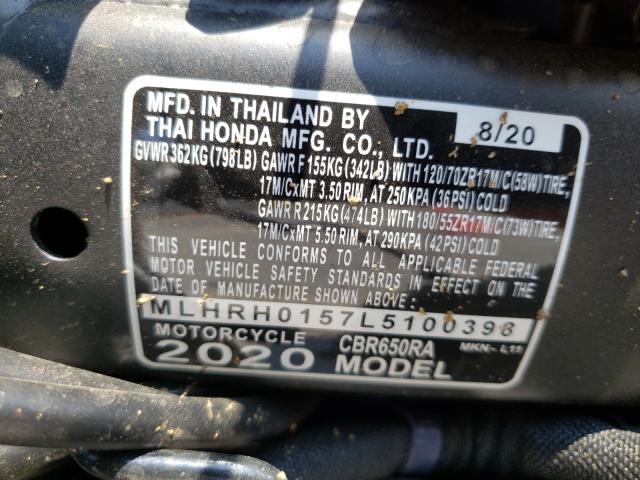 MFD. IN THAILAND BY 8/20
THAI HONDA MFG. CO., LTD.
GVWR 362KG (798LB) GAWR F 155KG (342LB) WITH 120/70ZR17M/C(58W)TIRE,
17M/CxMT 3.50 RIM, AT 250KPA (36PSI) COLD
GAWR R 215KG (474LB) WITH 180/55ZR17M/C(73W)TIRE,
17M/CxMT 5.50 RIM, AT 290KPA (42PSI) COLD
THIS VEHICLE CONFORMS TO ALL APPLICABLE FEDERAL
MOTOR VEHICLE SAFETY STANDARDS IN EFFECT ON THE
DATE OF MANUFACTURE SHOWN ABOVE:
MLHRH0157L5100398
MOTORCYCLE CBR650RA MKN- L11
2020 MODEL